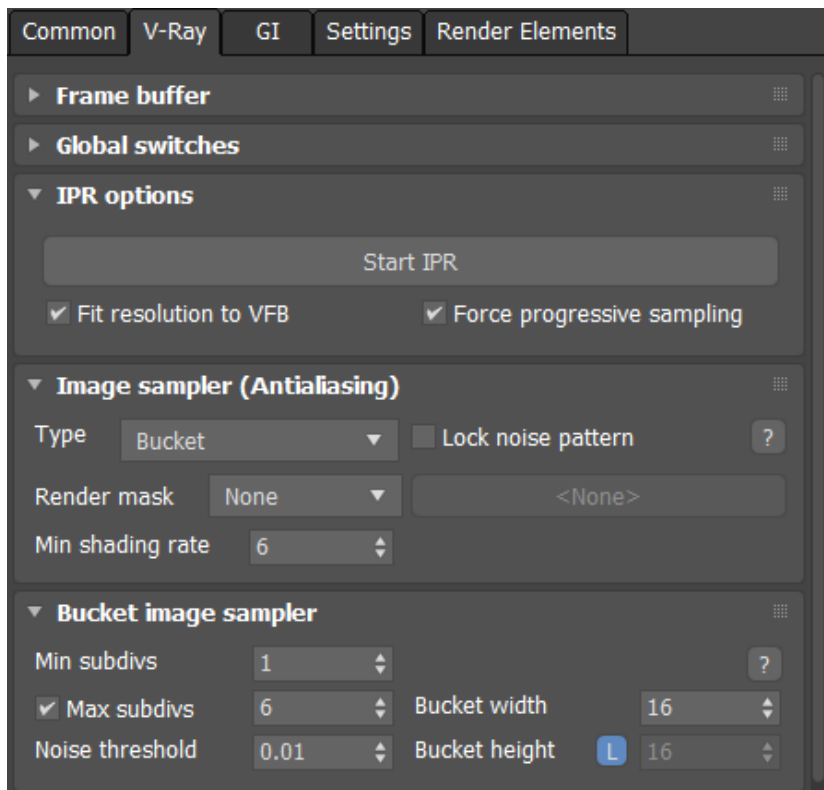 Common V-Ray GI Settings Render Elements
Frame buffer
Global switches
IPR options
Start IPR
Fit resolution to VFB Force progressive sampling
Image sampler (Antialiasing)
Type Bucket Lock noise pattern ?
Render mask None <None>
Min shading rate 6
Bucket image sampler
Min subdivs 1 ?
Max subdivs 6 Bucket width 16
Noise threshold 0.01 Bucket height L 16